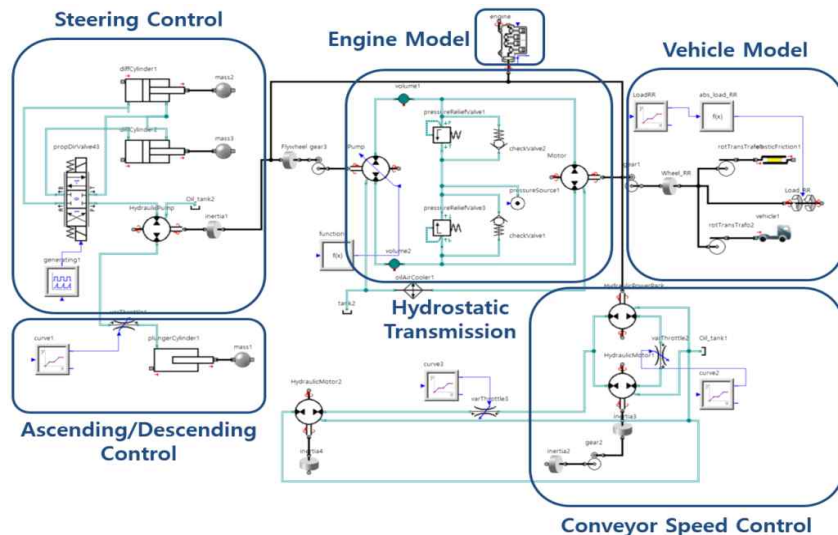 Steering Control
Engine Model
Vehicle Model
engine
diffCylinder1
mass2
mass3
propDirValve43
Oil_tank2
HydraulicPump
inertia1
generating1
f(x)
Flywheel
gear3
volume1
pressureReliefValve1
checkValve2
Pump
Motor
pressureSource1
pressureReliefValve3
checkValve1
function
f(x)
volume2
oilAirCooler1
tank2
Hydrostatic
Transmission
LoadRR
abs_load_RR
gear1
Wheel_RR
Load_RR
vehicle1
rotTransTrafo2
curve1
plungerCylinder1
mass1
Ascending/Descending
Control
HydraulicMotor2
curve3
varThrottle3
inertia4
HydraulicPowerPack
varThrottle2
Oil_tank1
HydraulicMotor1
curve2
inertia3
gear2
inertia2
Conveyor Speed Control